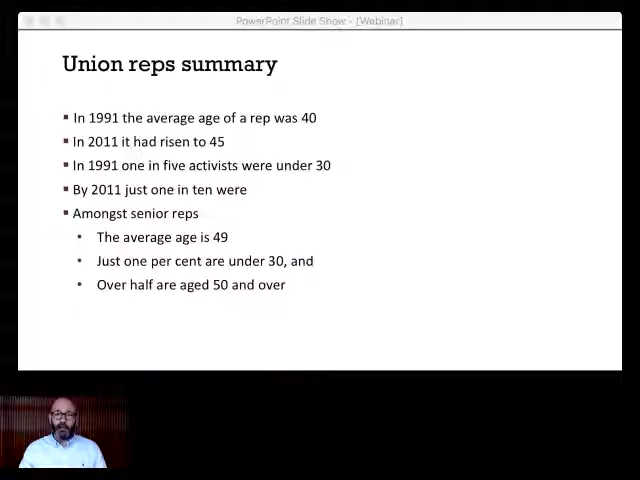 PowerPoint Slide Show - [Webinar]
Union reps summary
▪ In 1991 the average age of a rep was 40
▪ In 2011 it had risen to 45
▪ In 1991 one in five activists were under 30
▪ By 2011 just one in ten were
▪ Amongst senior reps
• The average age is 49
• Just one per cent are under 30, and
• Over half are aged 50 and over